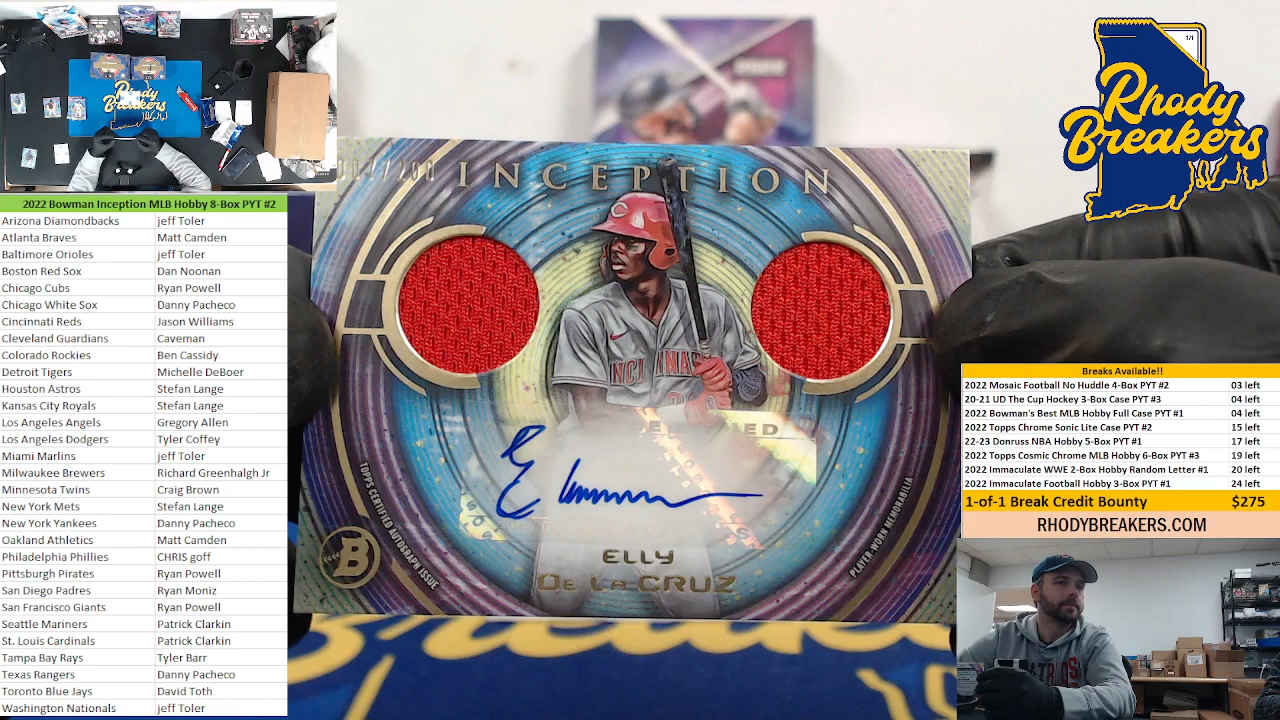 Rhody
Breakers
2022 Bowman Inception MLB Hobby 8-Box PYT #2
Arizona Diamondbacks jeff Toler
Atlanta Braves Matt Camden
Baltimore Orioles jeff Toler
Boston Red Sox Dan Noonan
Chicago Cubs Ryan Powell
Chicago White Sox Danny Pacheco
Cincinnati Reds Jason Williams
Cleveland Guardians Caveman
Colorado Rockies Ben Cassidy
Detroit Tigers Michelle DeBoer
Houston Astros Stefan Lange
Kansas City Royals Stefan Lange
Los Angeles Angels Gregory Allen
Los Angeles Dodgers Tyler Coffey
Miami Marlins jeff Toler
Milwaukee Brewers Richard Greenhalgh Jr
Minnesota Twins Craig Brown
New York Mets Stefan Lange
New York Yankees Danny Pacheco
Oakland Athletics Matt Camden
Philadelphia Phillies CHRIS goff
Pittsburgh Pirates Ryan Powell
San Diego Padres Ryan Moniz
San Francisco Giants Ryan Powell
Seattle Mariners Patrick Clarkin
St. Louis Cardinals Patrick Clarkin
Tampa Bay Rays Tyler Barr
Texas Rangers Danny Pacheco
Toronto Blue Jays David Toth
Washington Nationals jeff Toler
/200 INCEPTION
TOPPS CERTIFIED AUTOGRAPH ISSUE
PLAYER-WORN MEMORABILIA
B
ELLY
DE LA CRUZ
1/1
Rhody
Breakers
Breaks Available!!
2022 Mosaic Football No Huddle 4-Box PYT #2 03 left
20-21 UD The Cup Hockey 3-Box Case PYT #3 04 left
2022 Bowman's Best MLB Hobby Full Case PYT #1 04 left
2022 Topps Chrome Sonic Lite Case PYT #2 15 left
22-23 Donruss NBA Hobby 5-Box PYT #1 17 left
2022 Topps Cosmic Chrome MLB Hobby 6-Box PYT #3 19 left
2022 Immaculate WWE 2-Box Hobby Random Letter #1 20 left
2022 Immaculate Football Hobby 3-Box PYT #1 24 left
1-of-1 Break Credit Bounty $275
RHODYBREAKERS.COM